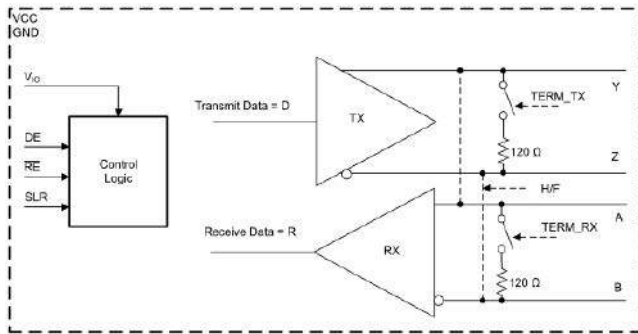 VCC
GND
VIO
DE
RE
SLR
Control
Logic
Transmit Data = D
TX
Y
TERM_TX
120 Ω
Z
H/F
A
Receive Data = R
RX
TERM_RX
120 Ω
B